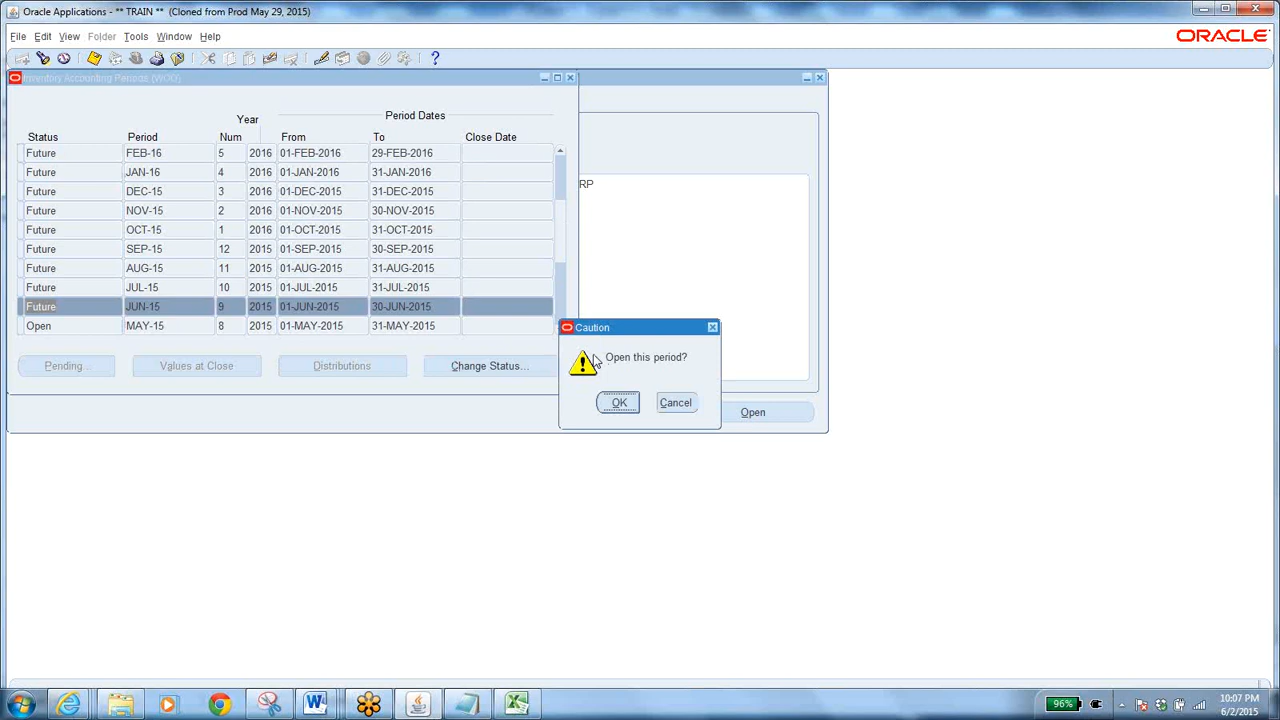 Oracle Applications - ** TRAIN ** (Cloned from Prod May 29, 2015)
File Edit View Folder Tools Window Help
ORACLE
Inventory Accounting Periods (WOO)
Year Period Dates
Status Period Num From To Close Date
Future FEB-16 5 2016 01-FEB-2016 29-FEB-2016
Future JAN-16 4 2016 01-JAN-2016 31-JAN-2016
Future DEC-15 3 2016 01-DEC-2015 31-DEC-2015
Future NOV-15 2 2016 01-NOV-2015 30-NOV-2015
Future OCT-15 1 2016 01-OCT-2015 31-OCT-2015
Future SEP-15 12 2015 01-SEP-2015 30-SEP-2015
Future AUG-15 11 2015 01-AUG-2015 31-AUG-2015
Future JUL-15 10 2015 01-JUL-2015 31-JUL-2015
Future JUN-15 9 2015 01-JUN-2015 30-JUN-2015
Open MAY-15 8 2015 01-MAY-2015 31-MAY-2015
RP
Pending... Values at Close Distributions Change Status...
Caution
Open this period?
OK Cancel
Open
96%
10:07 PM
6/2/2015